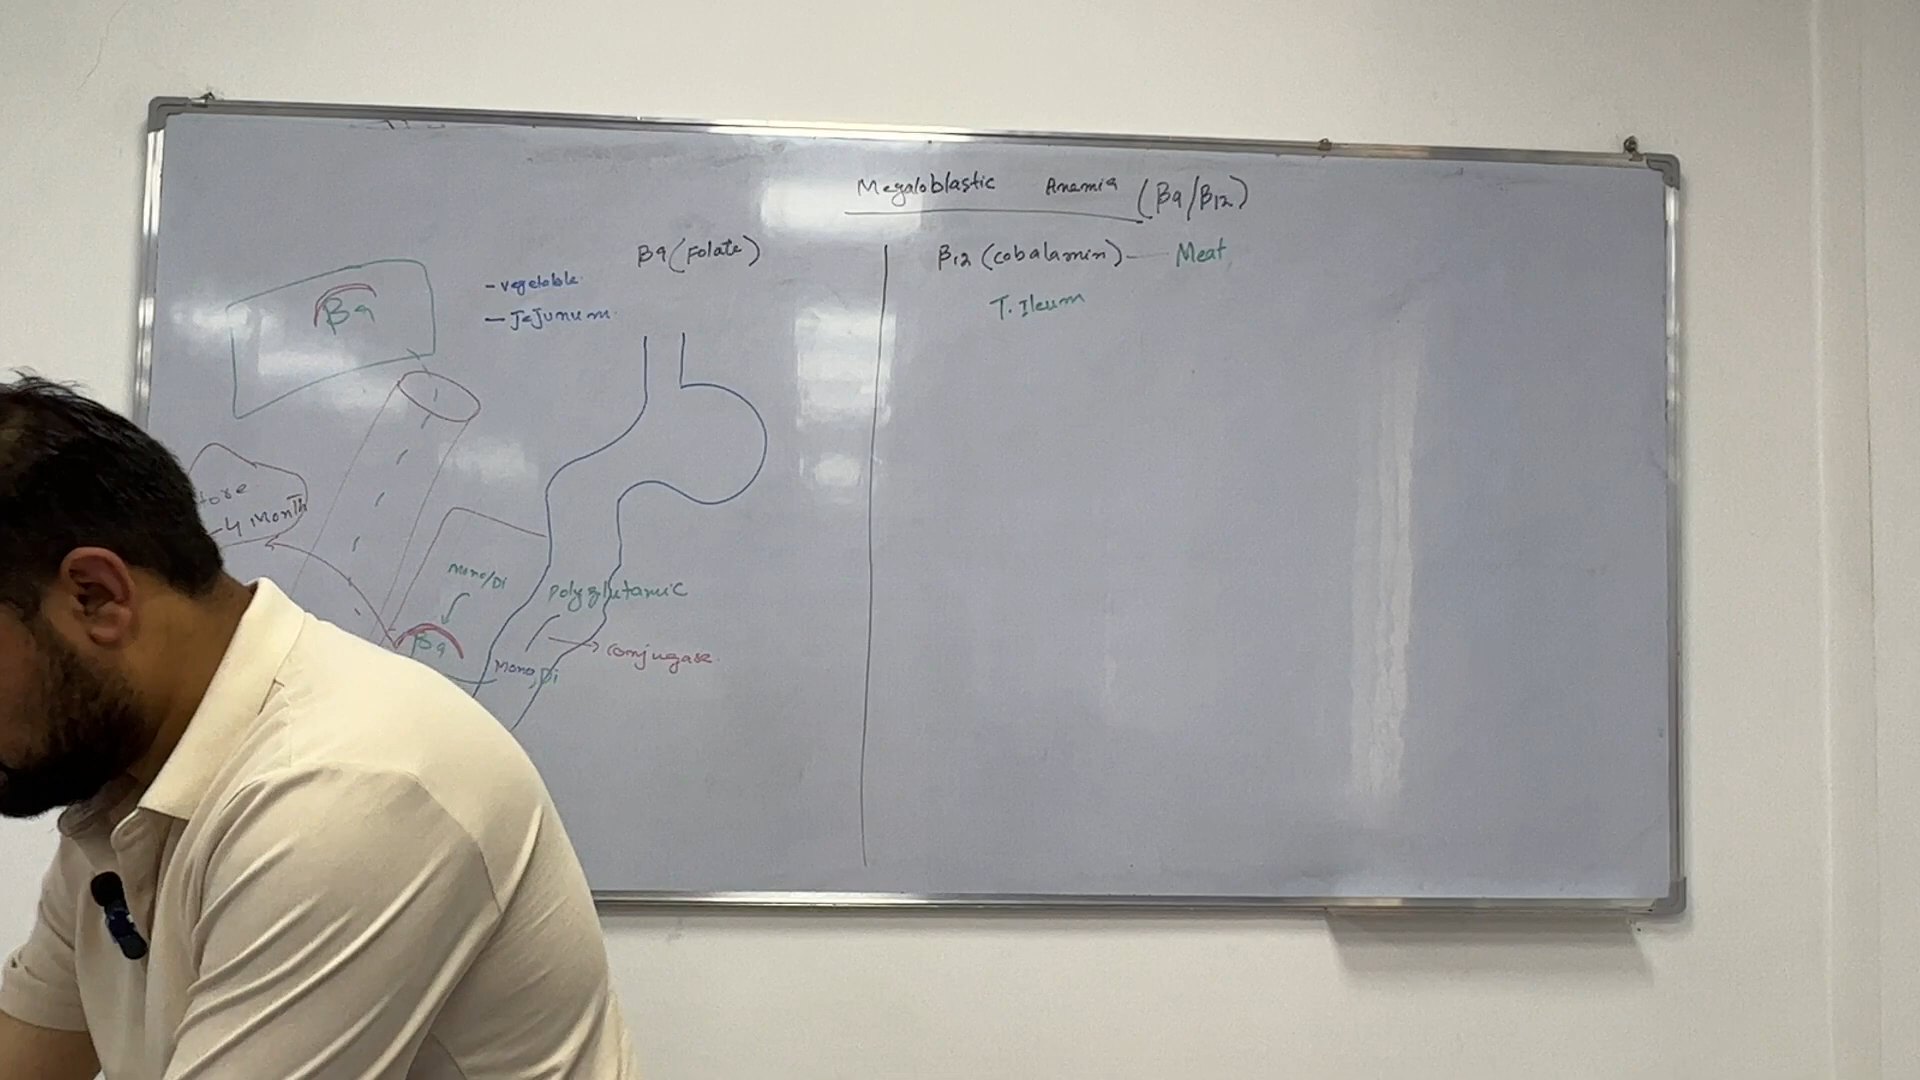 Megaloblastic Anemia (B9/B12)
B9 (Folate)
- vegetable
- Jejunum
B9
tore
-4 Month
Mono/Di
B9
Polyglutamic
Conjugase
Mono, Di
B12 (cobalamin) — Meat
T. Ileum